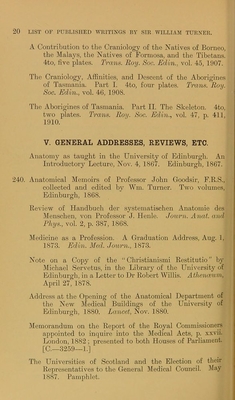 20 LIST OF PUBLISHED WRITINGS BY SIR WILLIAM TURNER.
A Contribution to the Craniology of the Natives of Borneo,
the Malays, the Natives of Formosa, and the Tibetans.
4to, five plates. Trans. Roy. Soc. Edin., vol. 45, 1907.
The Craniology, Affinities, and Descent of the Aborigines
of Tasmania. Part I. 4to, four plates. Trans. Roy.
Soc. Edin., vol. 46, 1908.
The Aborigines of Tasmania. Part II. The Skeleton. 4to,
two plates. Trans. Roy. Soc. Edin., vol. 47, p. 411,
1910.
V. GENERAL ADDRESSES, REVIEWS, ETC.
Anatomy as taught in the University of Edinburgh. An
Introductory Lecture, Nov. 4, 1867. Edinburgh, 1867.
240. Anatomical Memoirs of Professor John Goodsir, F.R.S.,
collected and edited by Wm. Turner. Two volumes,
Edinburgh, 1868.
Review of Handbuch der systematischen Anatomie des
Menschen, von Professor J. Henle. Journ. Anat. and
Phys., vol. 2, p. 387, 1868.
Medicine as a Profession. A Graduation Address, Aug. 1,
1873. Edin. Med. Journ., 1873.
Note on a Copy of the "Christianismi Restitutio" by
Michael Servetus, in the Library of the University of
Edinburgh, in a Letter to Dr Robert Willis. Athenæum,
April 27, 1878.
Address at the Opening of the Anatomical Department of
the New Medical Buildings of the University of
Edinburgh, 1880. Lancet, Nov. 1880.
Memorandum on the Report of the Royal Commissioners
appointed to inquire into the Medical Acts, p. xxvii.
London, 1882; presented to both Houses of Parliament.
[C.—3259—I.]
The Universities of Scotland and the Election of their
Representatives to the General Medical Council. May
1887. Pamphlet.